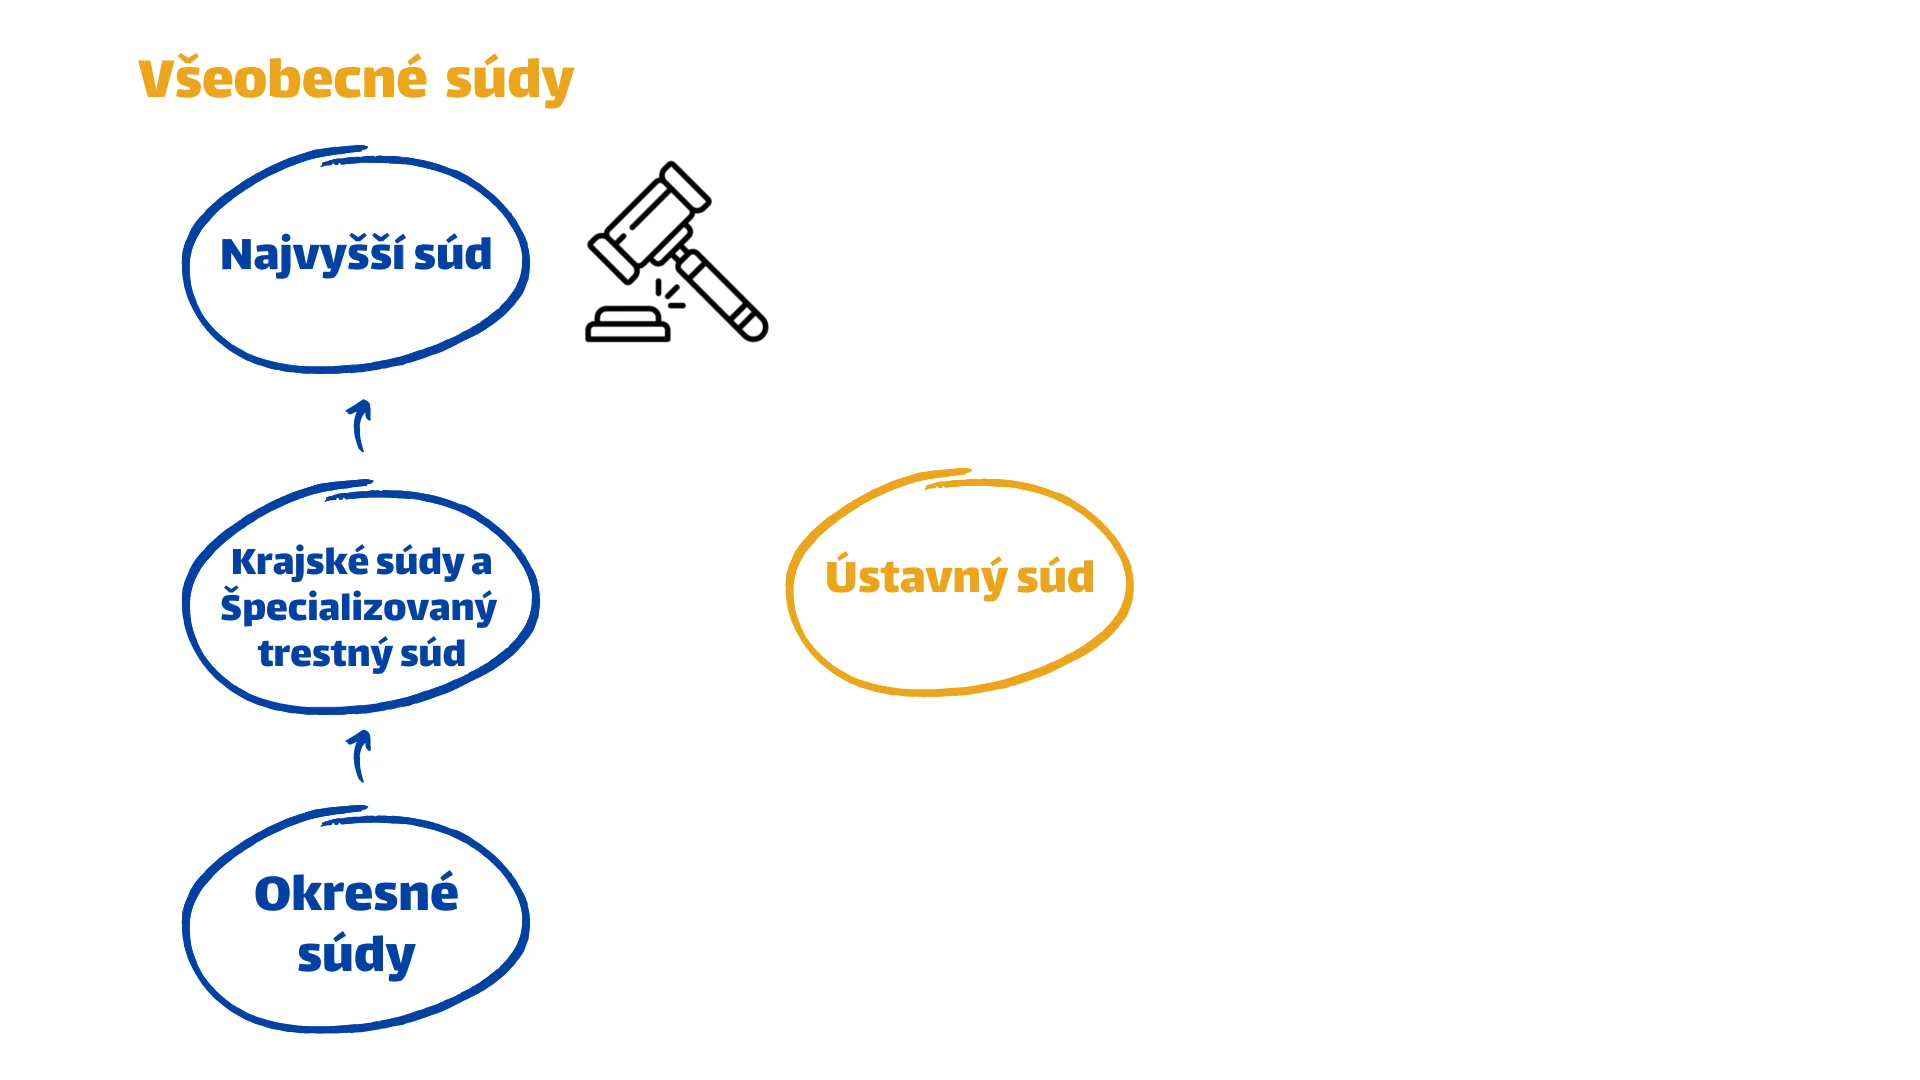 Všeobecné súdy
Najvyšší súd
Krajské súdy a
Špecializovaný
trestný súd
Ústavný súd
Okresné
súdy